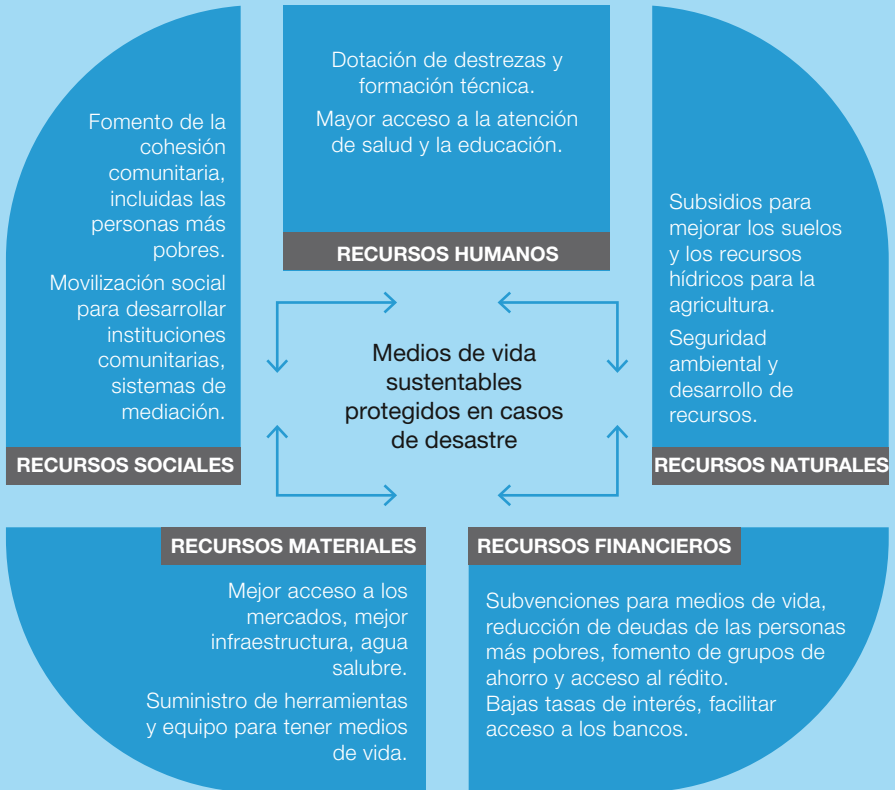 Dotación de destrezas y
formación técnica.
Mayor acceso a la atención
de salud y la educación.
RECURSOS HUMANOS
Fomento de la
cohesión
comunitaria,
incluidas las
personas más
pobres.
Movilización social
para desarrollar
instituciones
comunitarias,
sistemas de
mediación.
RECURSOS SOCIALES
Medios de vida
sustentables
protegidos en casos
de desastre
Subsidios para
mejorar los suelos
y los recursos
hídricos para la
agricultura.
Seguridad
ambiental y
desarrollo de
recursos.
RECURSOS NATURALES
RECURSOS MATERIALES
Mejor acceso a los
mercados, mejor
infraestructura, agua
salubre.
Suministro de herramientas
y equipo para tener medios
de vida.
RECURSOS FINANCIEROS
Subvenciones para medios de vida,
reducción de deudas de las personas
más pobres, fomento de grupos de
ahorro y acceso al rédito.
Bajas tasas de interés, facilitar
acceso a los bancos.